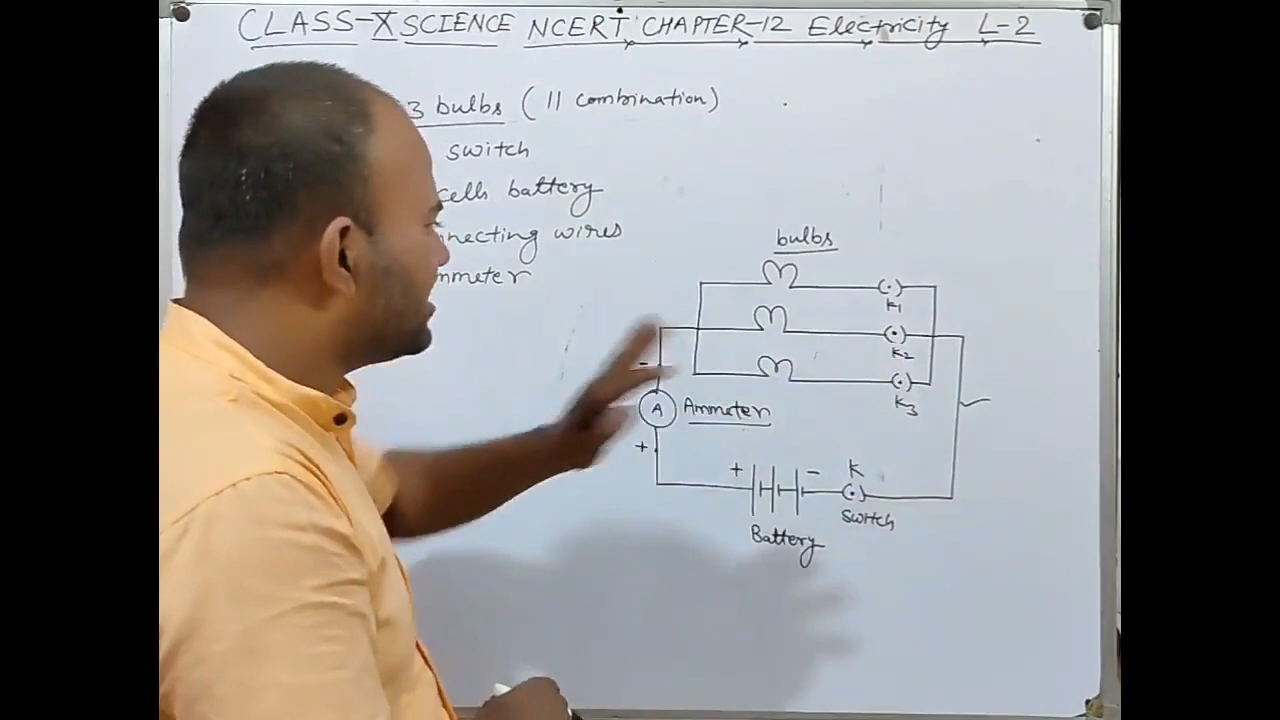 CLASS-X SCIENCE NCERT CHAPTER-12 Electricity L-2
3 bulbs ( || combination)
switch
cells battery
necting wires
mmeter
bulbs
K1
K2
K3
-
A Ammeter
+
+ - K
switch
Battery